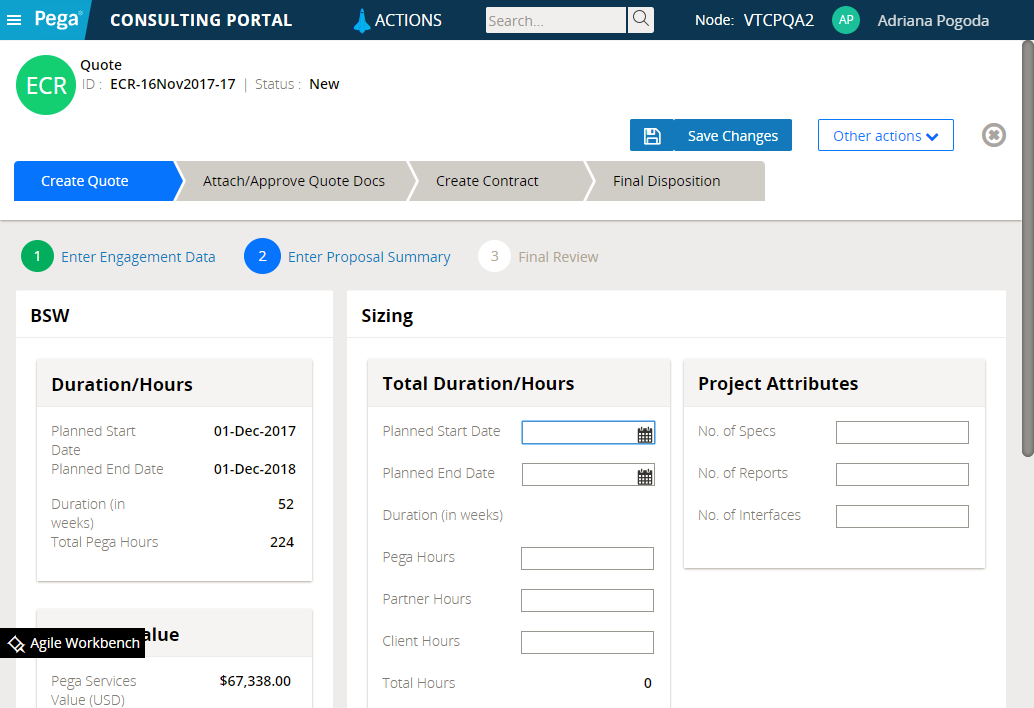 Pega® CONSULTING PORTAL ACTIONS Search... Node: VTCPQA2 AP Adriana Pogoda
ECR
Quote
ID : ECR-16Nov2017-17 | Status : New
Save Changes Other actions
Create Quote Attach/Approve Quote Docs Create Contract Final Disposition
1 Enter Engagement Data 2 Enter Proposal Summary 3 Final Review
BSW
Duration/Hours
Planned Start
Date
01-Dec-2017
Planned End Date 01-Dec-2018
Duration (in
weeks)
52
Total Pega Hours 224
alue
Agile Workbench
Pega Services
Value (USD)
$67,338.00
Sizing
Total Duration/Hours
Planned Start Date
Planned End Date
Duration (in weeks)
Pega Hours
Partner Hours
Client Hours
Total Hours 0
Project Attributes
No. of Specs
No. of Reports
No. of Interfaces